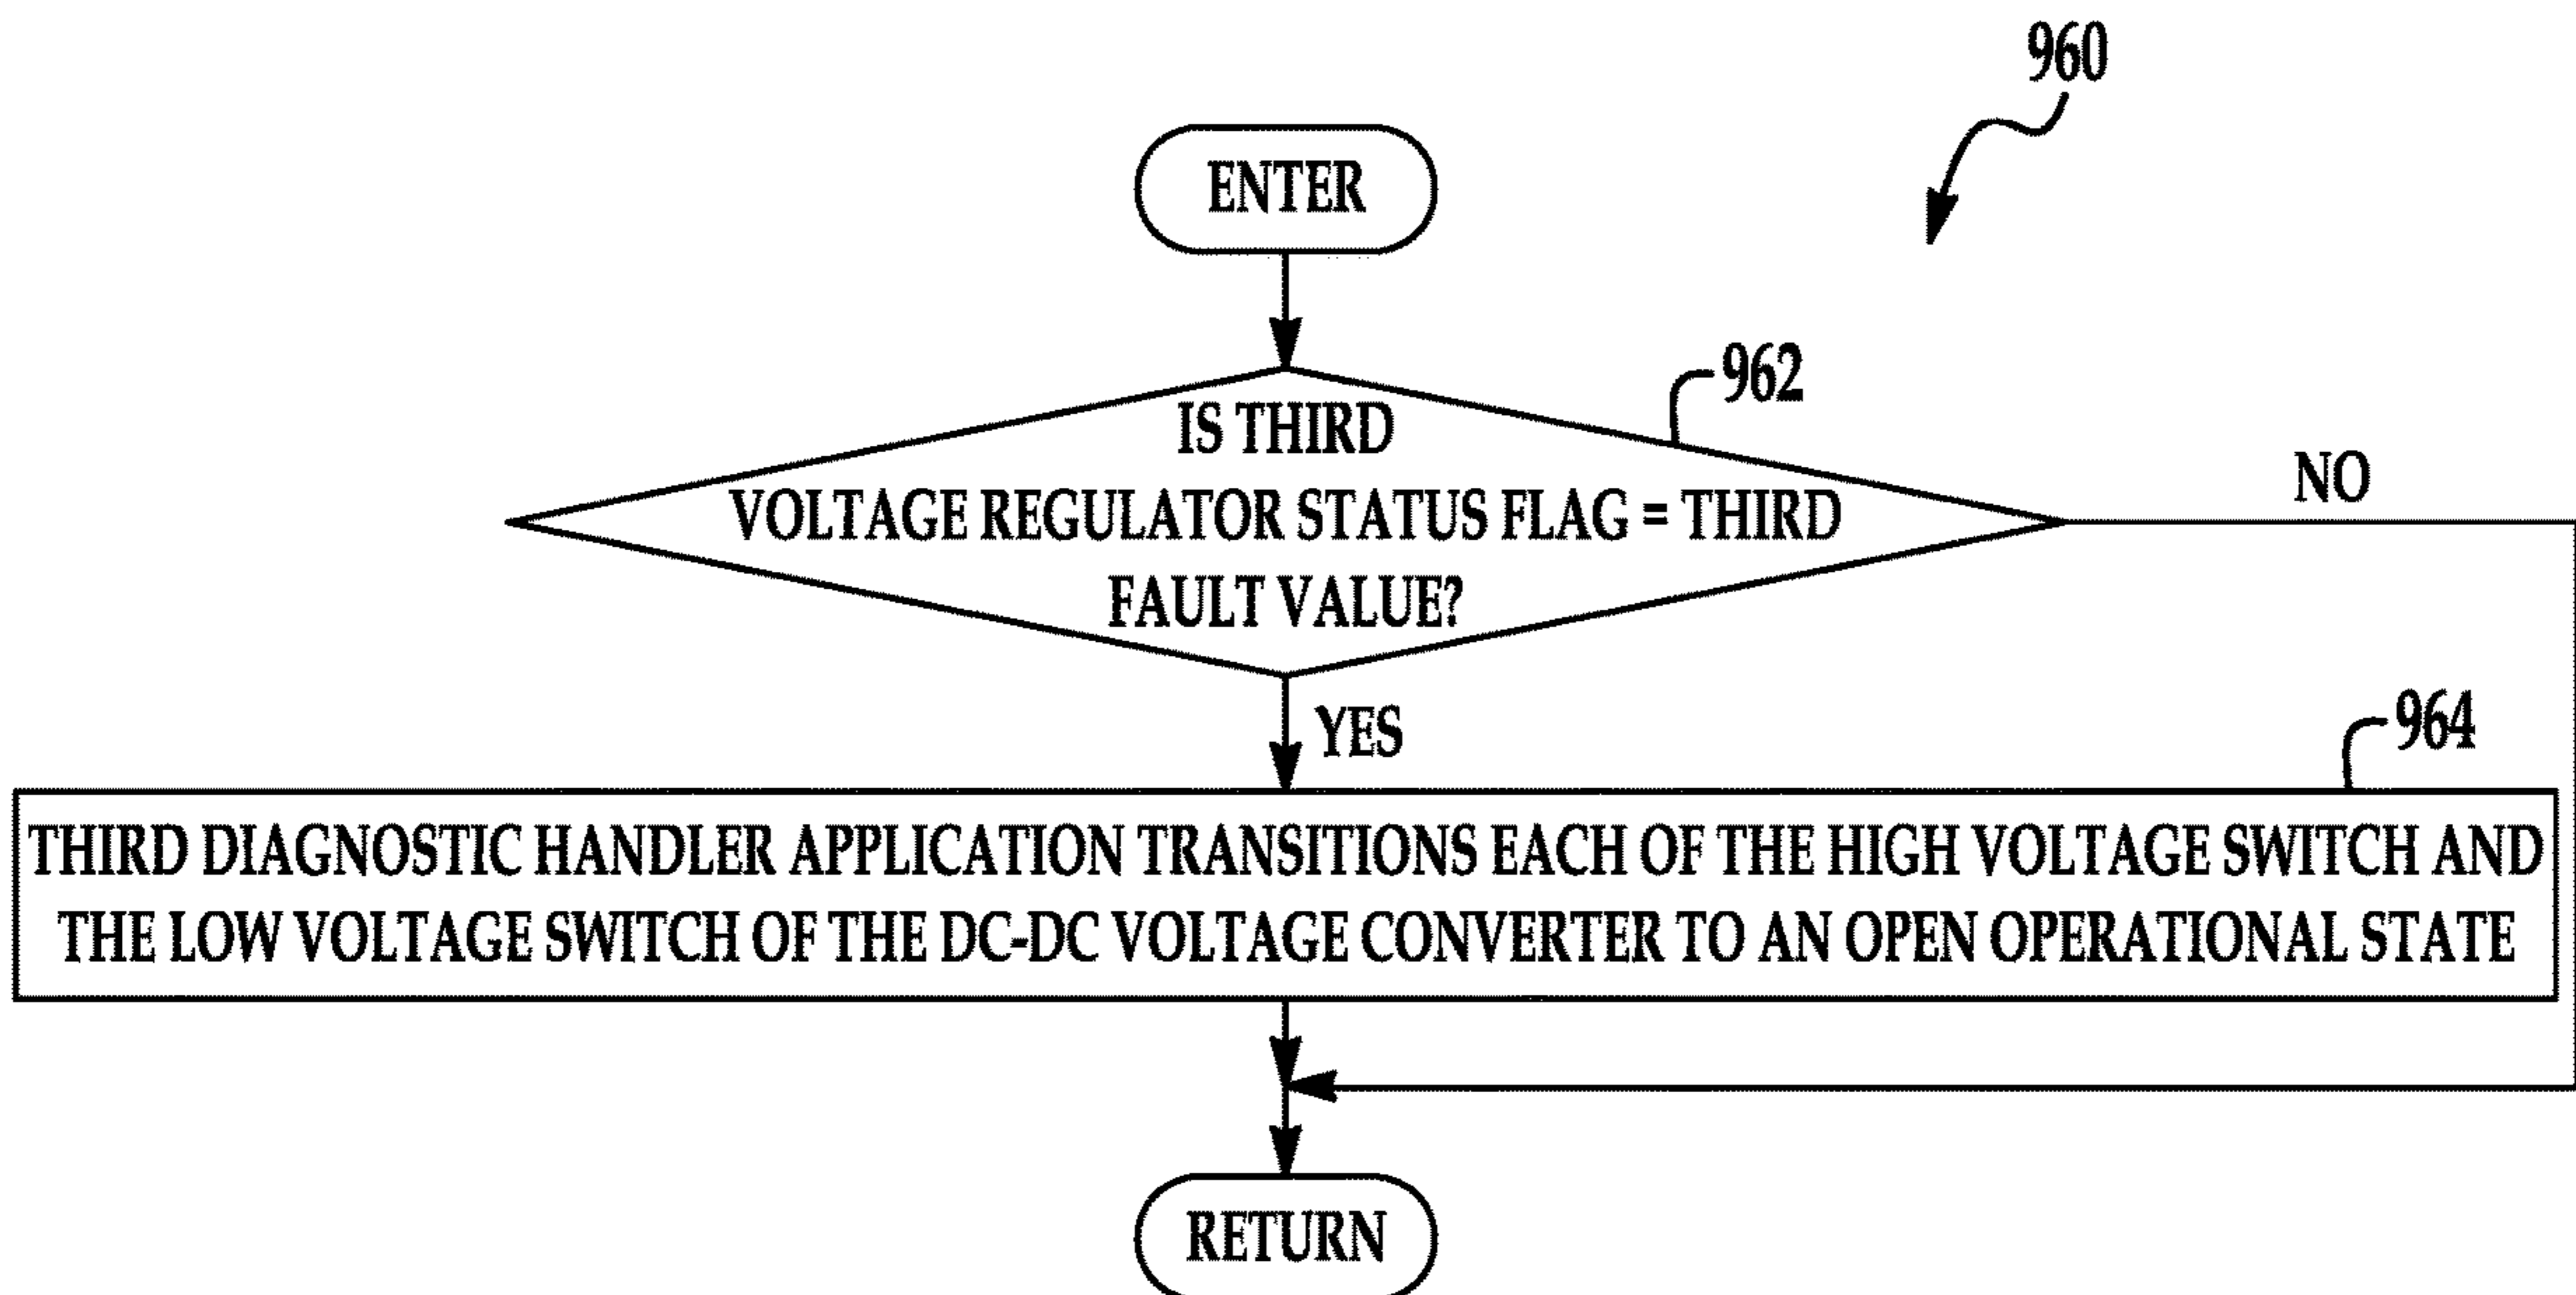 960
ENTER
962
IS THIRD
VOLTAGE REGULATOR STATUS FLAG = THIRD
FAULT VALUE?
NO
YES
964
THIRD DIAGNOSTIC HANDLER APPLICATION TRANSITIONS EACH OF THE HIGH VOLTAGE SWITCH AND
THE LOW VOLTAGE SWITCH OF THE DC-DC VOLTAGE CONVERTER TO AN OPEN OPERATIONAL STATE
RETURN